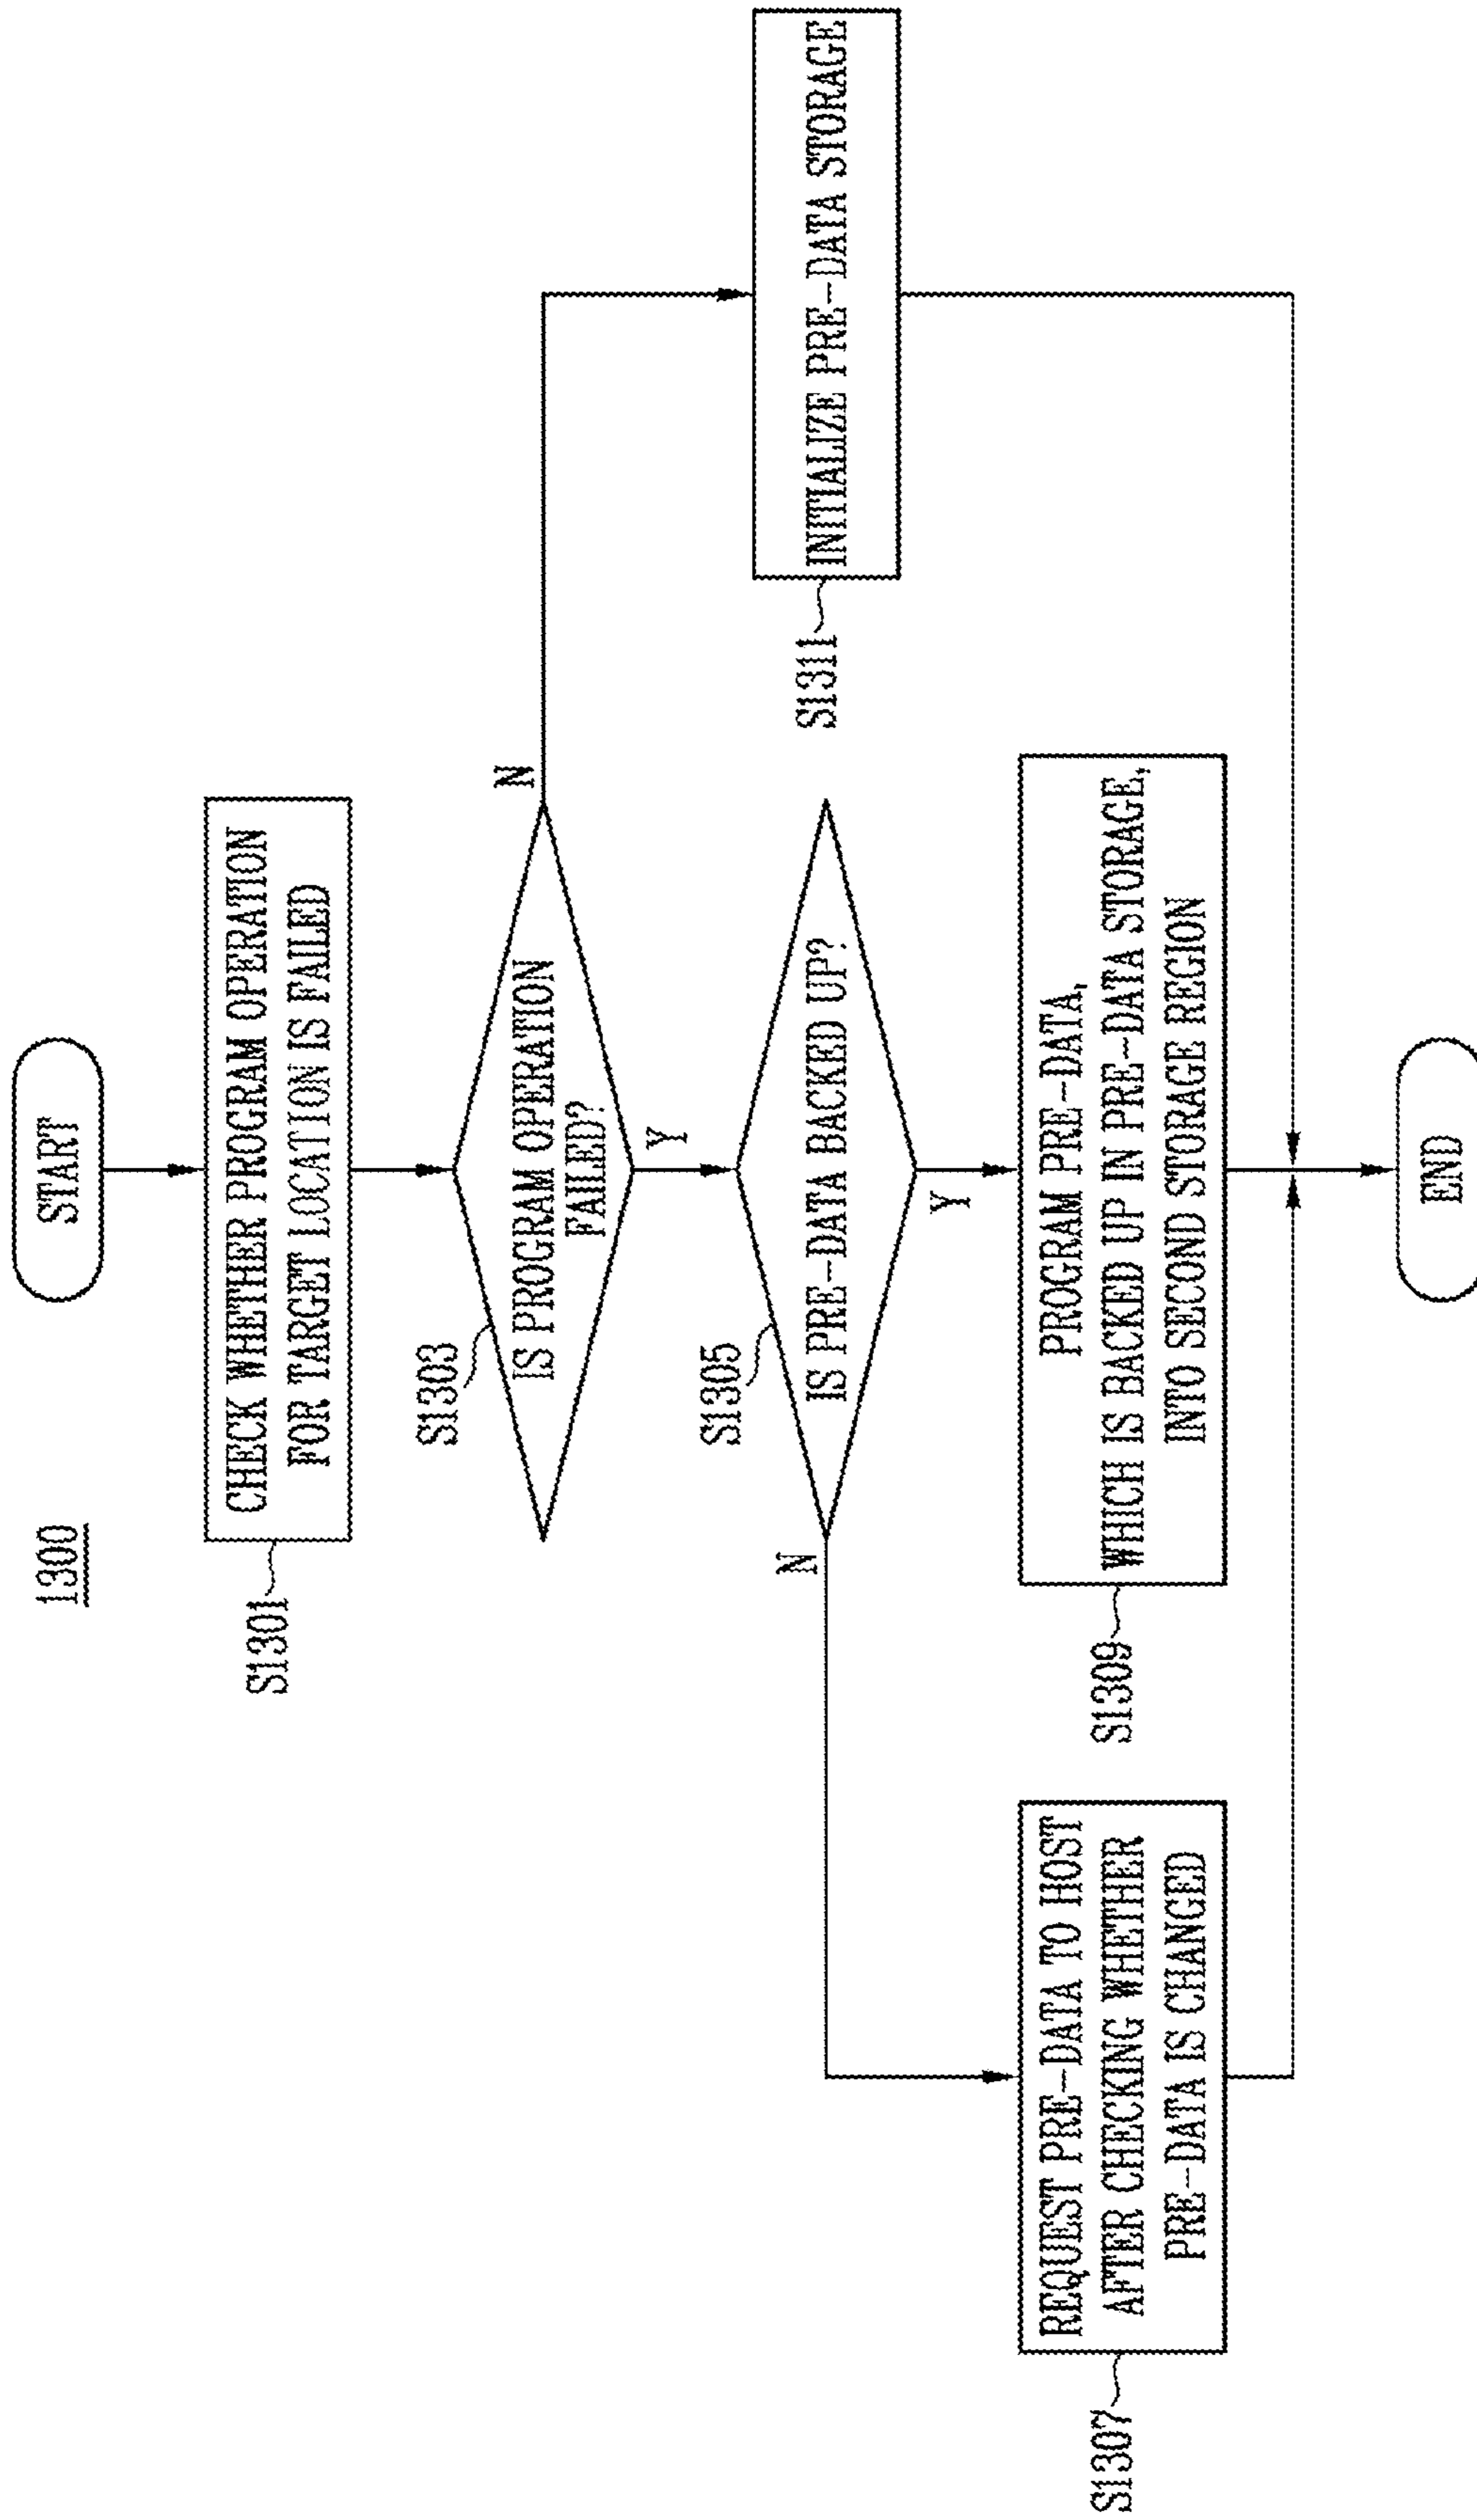 1300
START
S1301
CHECK WHETHER PROGRAM OPERATION
FOR TARGET LOCATION IS FAILED
S1303
IS PROGRAM OPERATION
FAILED?
N
Y
S1305
IS PRE-DATA BACKED UP?
N
Y
S1311
INITIALIZE PRE-DATA STORAGE
S1307
REQUEST PRE-DATA TO HOST
AFTER CHECKING WHETHER
PRE-DATA IS CHANGED
S1309
PROGRAM PRE-DATA,
WHICH IS BACKED UP IN PRE-DATA STORAGE,
INTO SECOND STORAGE REGION
END